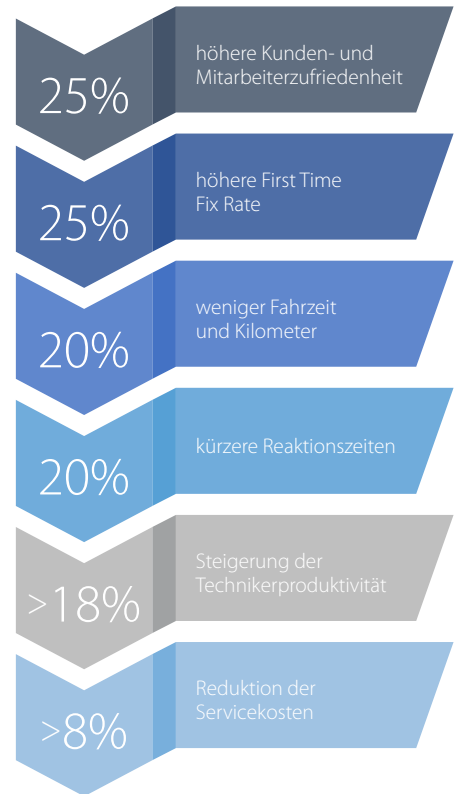 25%
höhere Kunden- und
Mitarbeiterzufriedenheit
25%
höhere First Time
Fix Rate
20%
weniger Fahrzeit
und Kilometer
20%
kürzere Reaktionszeiten
>18%
Steigerung der
Technikerproduktivität
>8%
Reduktion der
Servicekosten